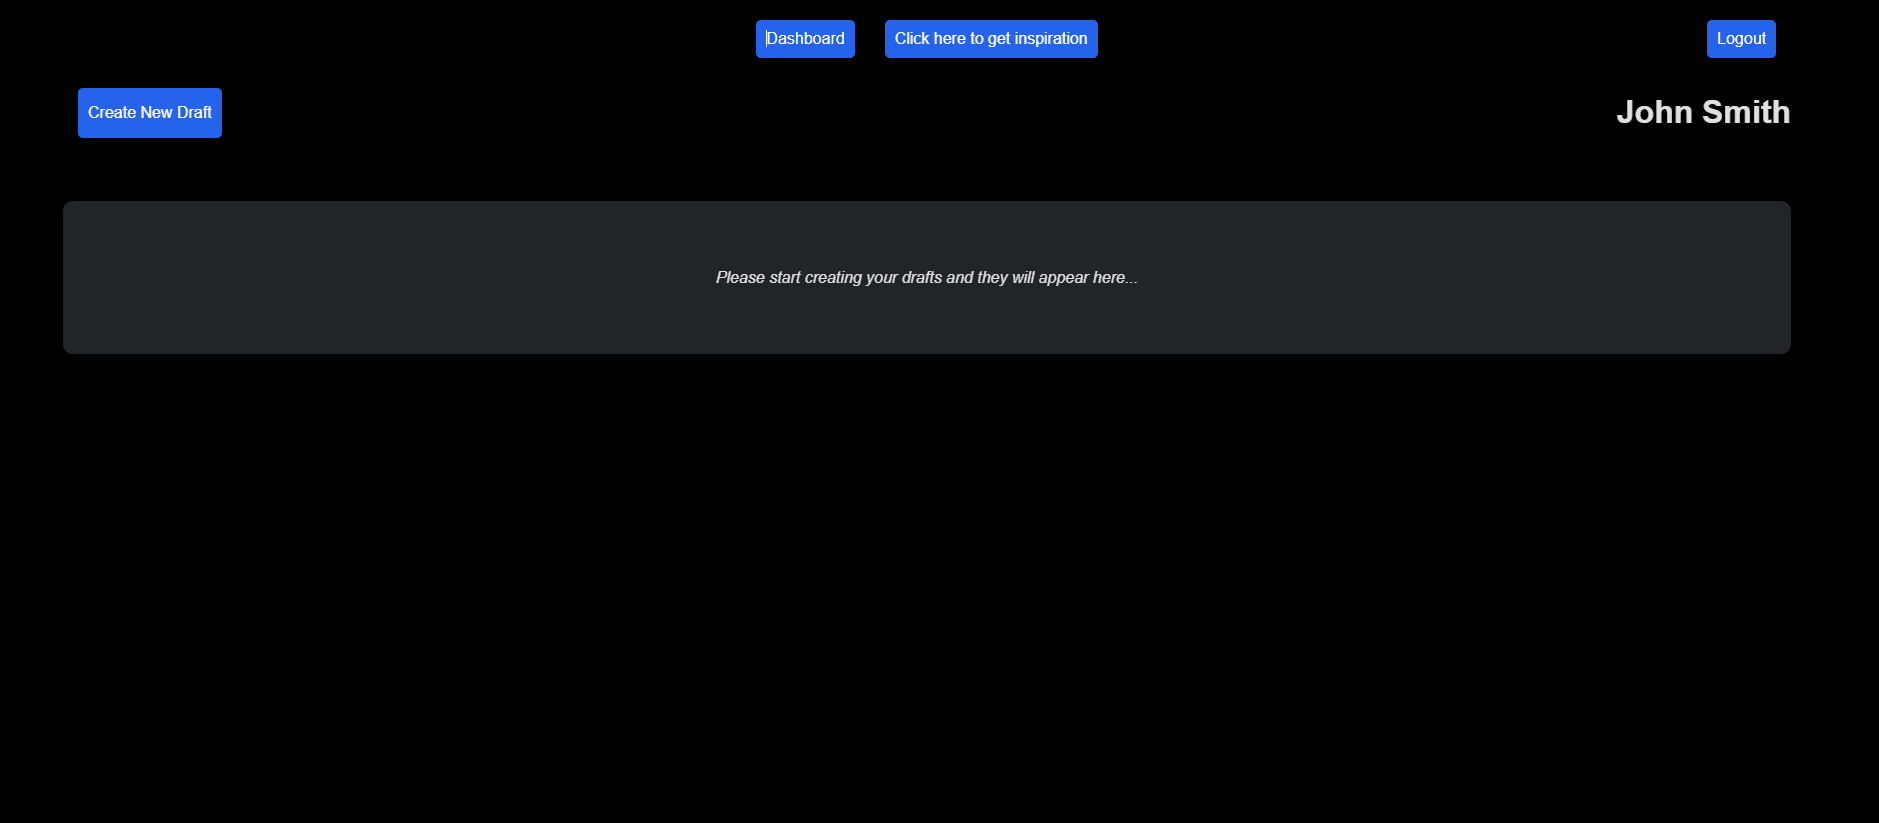 Dashboard
Click here to get inspiration
Logout
Create New Draft
John Smith
Please start creating your drafts and they will appear here...